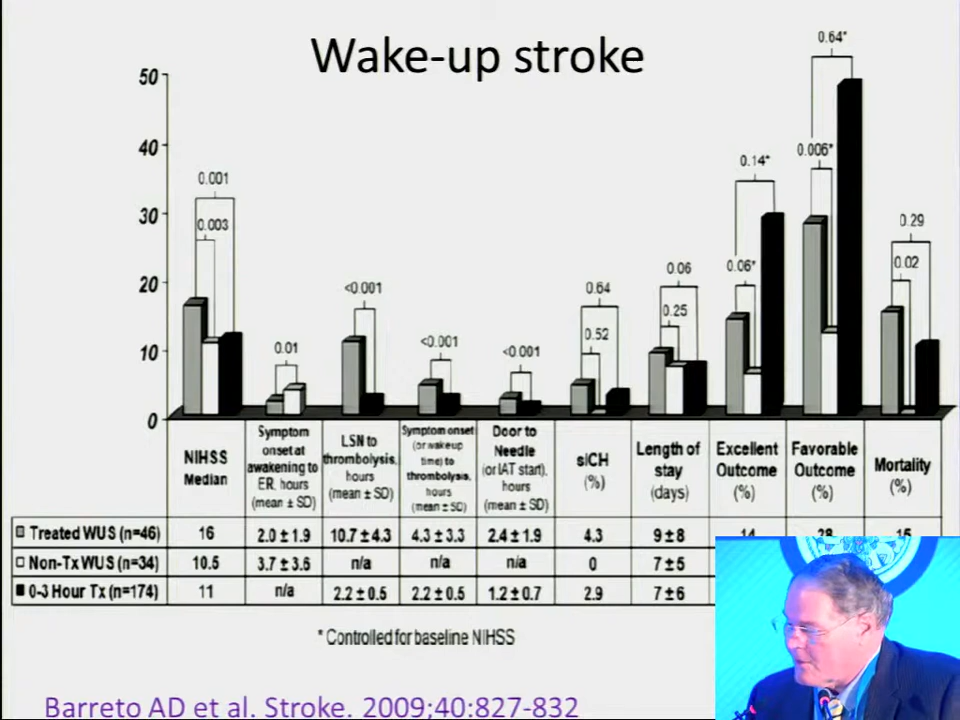 Wake-up stroke
50
40
30
20
10
0
0.001
0.003
0.01
<0.001
<0.001
<0.001
0.64
0.52
0.06
0.25
0.14*
0.06*
0.64*
0.006*
0.29
0.02
NIHSS
Median
Symptom
onset at
awakening to
ER, hours
(mean ± SD)
LSN to
thrombolysis,
hours
(mean ± SD)
Symptom onset
(or wakeup
time) to
thrombolysis,
hours
(mean ± SD)
Door to
Needle
(or IAT start),
hours
(mean ± SD)
sICH
(%)
Length of
stay
(days)
Excellent
Outcome
(%)
Favorable
Outcome
(%)
Mortality
(%)
Treated WUS (n=46) 16 2.0 ± 1.9 10.7 ± 4.3 4.3 ± 3.3 2.4 ± 1.9 4.3 9 ± 8 14 28 15
Non-Tx WUS (n=34) 10.5 3.7 ± 3.5 n/a n/a n/a 0 7 ± 5
0-3 Hour Tx (n=174) 11 n/a 2.2 ± 0.5 2.2 ± 0.5 1.2 ± 0.7 2.9 7 ± 6
* Controlled for baseline NIHSS
Barreto AD et al. Stroke. 2009;40:827-832